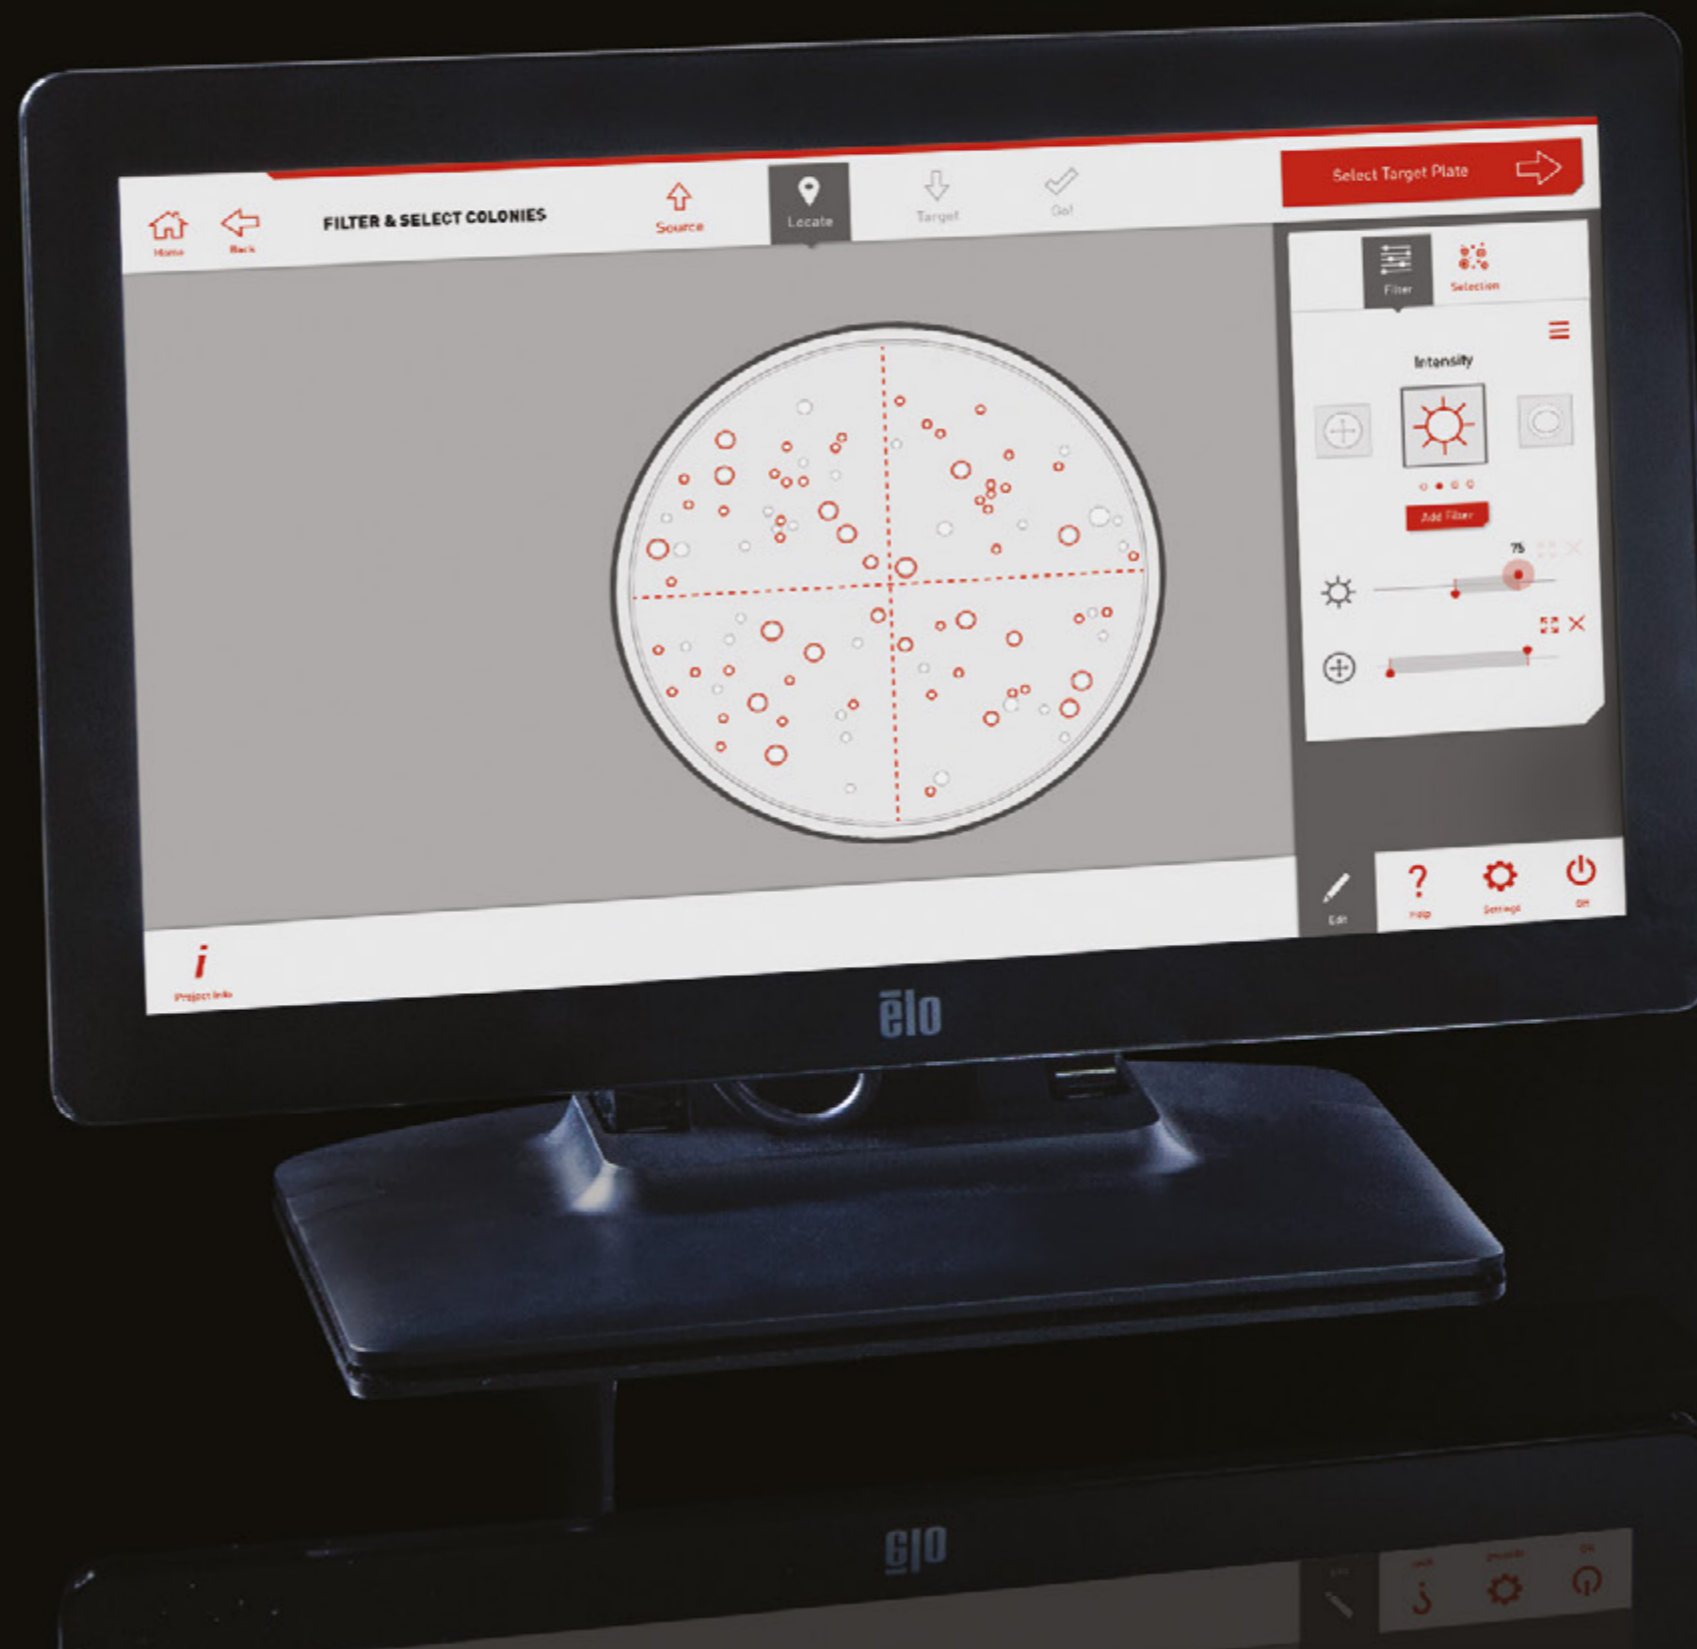 Home
Back
FILTER & SELECT COLONIES
Source
Locate
Target
Go!
Select Target Plate
Filter
Selection
Intensity
Add Filter
75
Edit
Help
Settings
Off
i
Project Info
ēlo